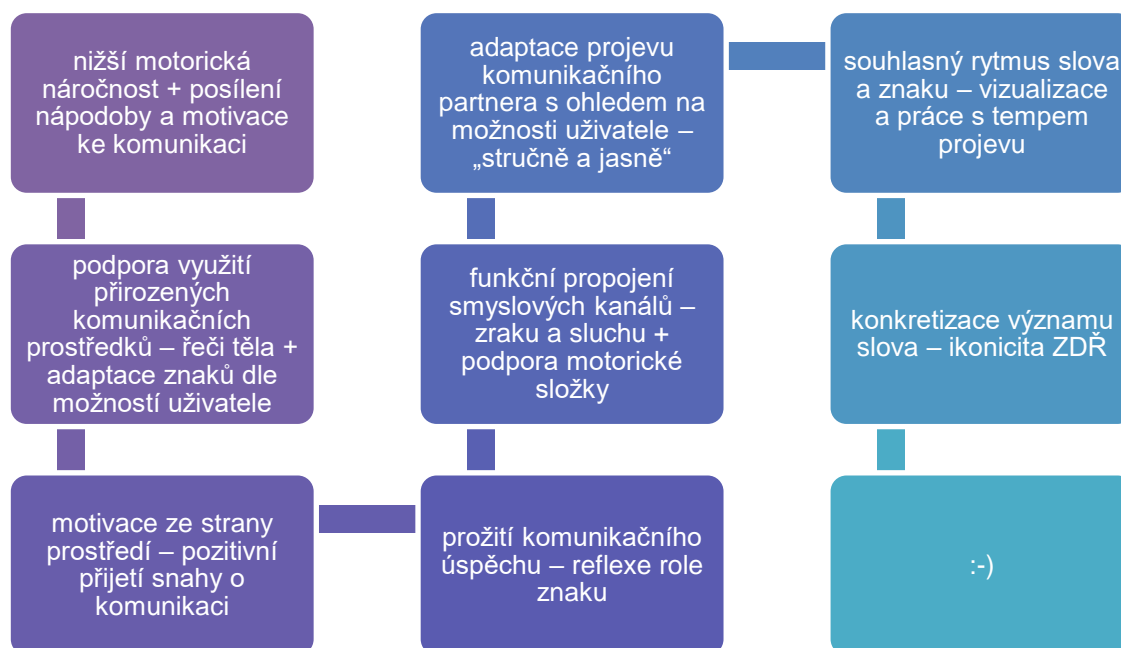 nižší motorická
náročnost + posílení
nápodoby a motivace
ke komunikaci
podpora využití
přirozených
komunikačních
prostředků – řeči těla +
adaptace znaků dle
možností uživatele
motivace ze strany
prostředí – pozitivní
přijetí snahy o
komunikaci
prožití komunikačního
úspěchu – reflexe role
znaku
funkční propojení
smyslových kanálů –
zraku a sluchu +
podpora motorické
složky
adaptace projevu
komunikačního
partnera s ohledem na
možnosti uživatele –
„stručně a jasně“
souhlasný rytmus slova
a znaku – vizualizace
a práce s tempem
projevu
konkretizace významu
slova – ikonicita ZDŘ
:-)